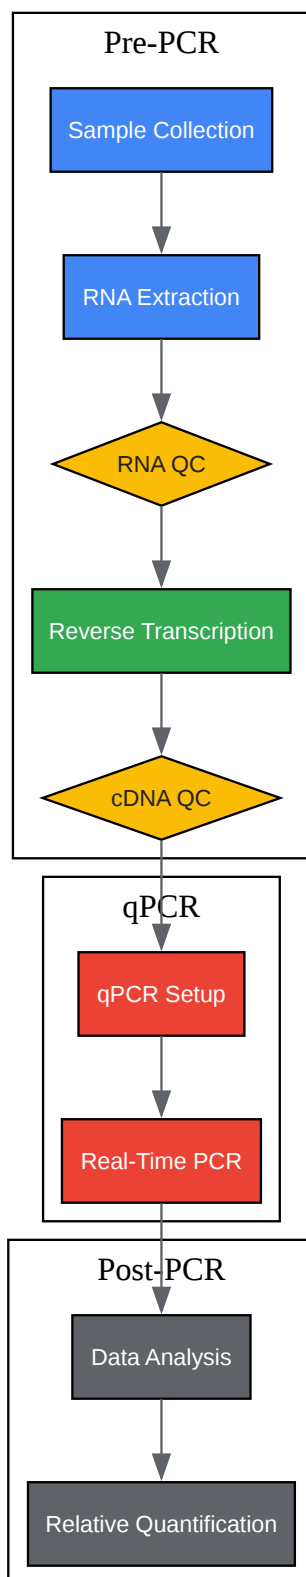 Pre-PCR
Sample Collection
RNA Extraction
RNA QC
Reverse Transcription
cDNA QC
qPCR
qPCR Setup
Real-Time PCR
Post-PCR
Data Analysis
Relative Quantification